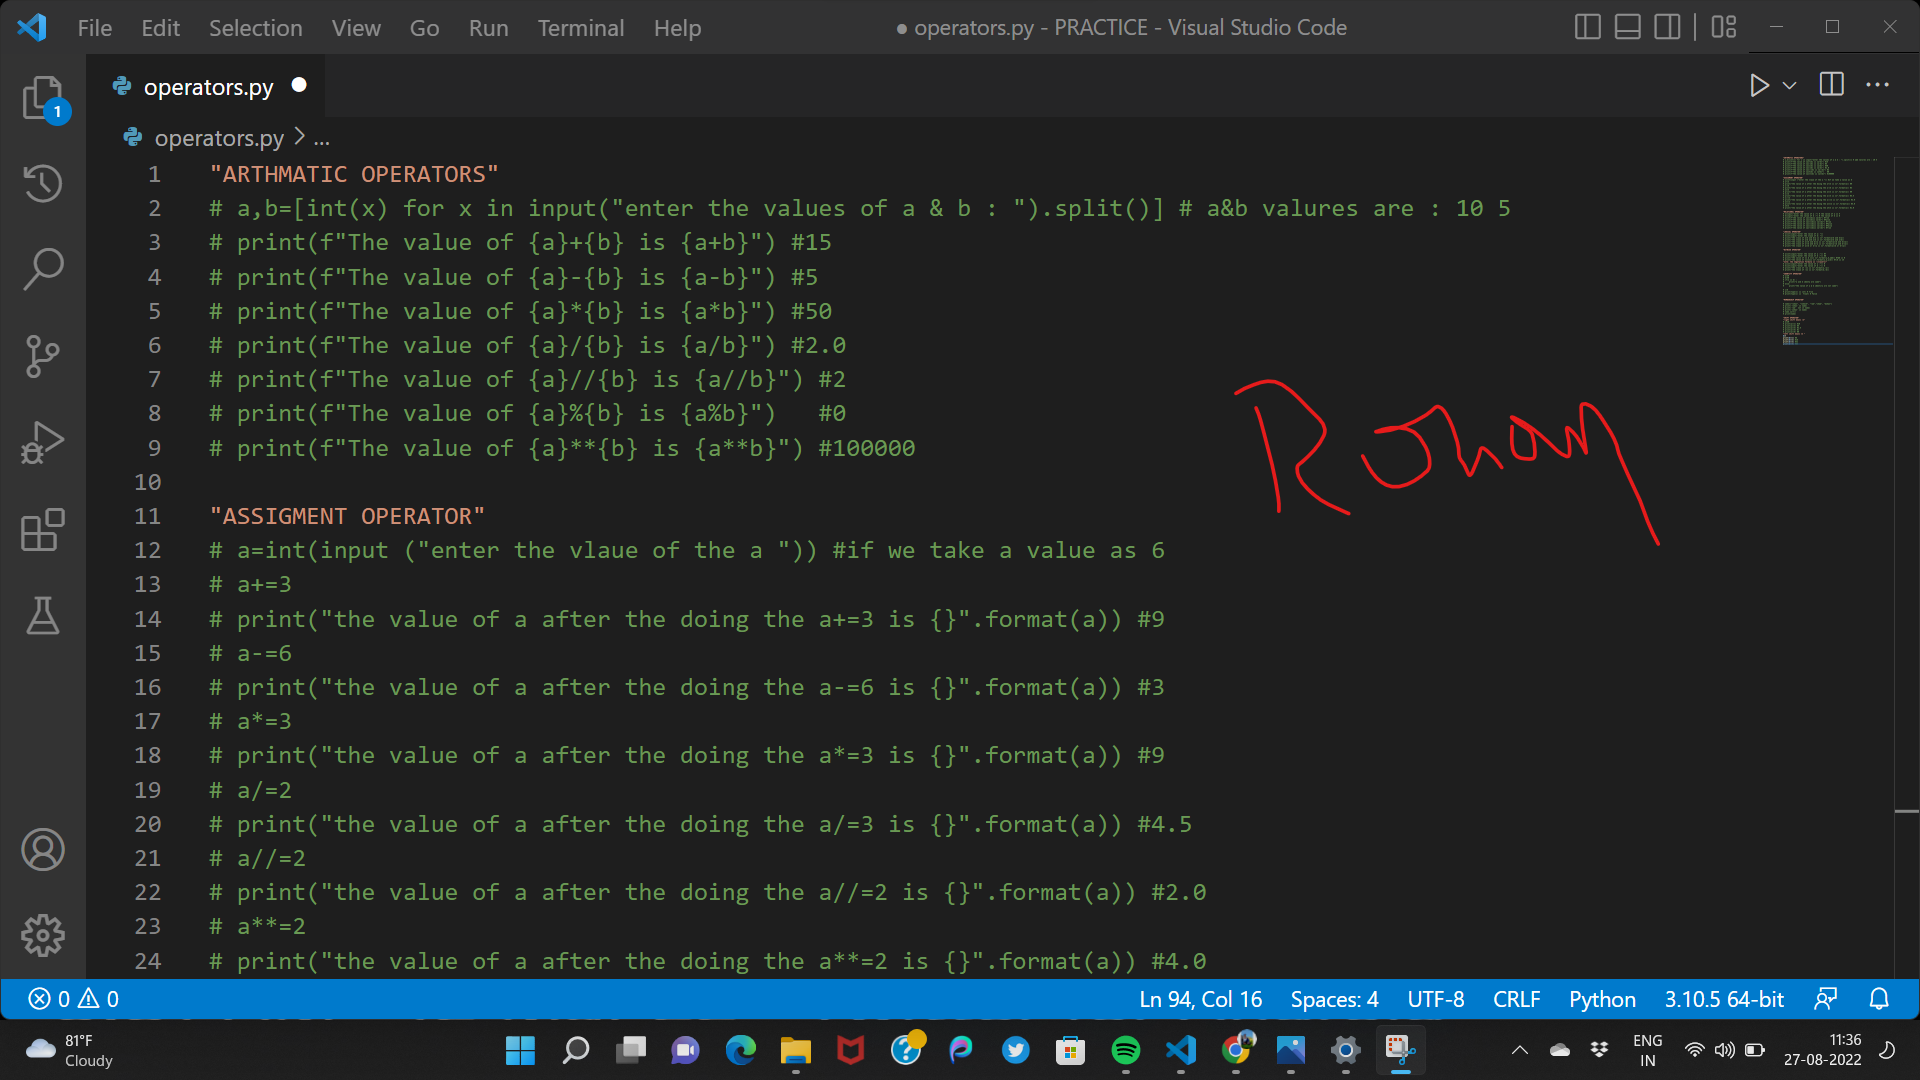 File Edit Selection View Go Run Terminal Help ● operators.py - PRACTICE - Visual Studio Code
operators.py
1
operators.py > ...
1 "ARTHMATIC OPERATORS"
2 # a,b=[int(x) for x in input("enter the values of a & b : ").split()] # a&b valures are : 10 5
3 # print(f"The value of {a}+{b} is {a+b}") #15
4 # print(f"The value of {a}-{b} is {a-b}") #5
5 # print(f"The value of {a}*{b} is {a*b}") #50
6 # print(f"The value of {a}/{b} is {a/b}") #2.0
7 # print(f"The value of {a}//{b} is {a//b}") #2
8 # print(f"The value of {a}%{b} is {a%b}")   #0
9 # print(f"The value of {a}**{b} is {a**b}") #100000
Rohan
10
11 "ASSIGMENT OPERATOR"
12 # a=int(input ("enter the vlaue of the a ")) #if we take a value as 6
13 # a+=3
14 # print("the value of a after the doing the a+=3 is {}".format(a)) #9
15 # a-=6
16 # print("the value of a after the doing the a-=6 is {}".format(a)) #3
17 # a*=3
18 # print("the value of a after the doing the a*=3 is {}".format(a)) #9
19 # a/=2
20 # print("the value of a after the doing the a/=3 is {}".format(a)) #4.5
21 # a//=2
22 # print("the value of a after the doing the a//=2 is {}".format(a)) #2.0
23 # a**=2
24 # print("the value of a after the doing the a**=2 is {}".format(a)) #4.0
0 0 Ln 94, Col 16 Spaces: 4 UTF-8 CRLF Python 3.10.5 64-bit
81°F
Cloudy
ENG
IN
11:36
27-08-2022